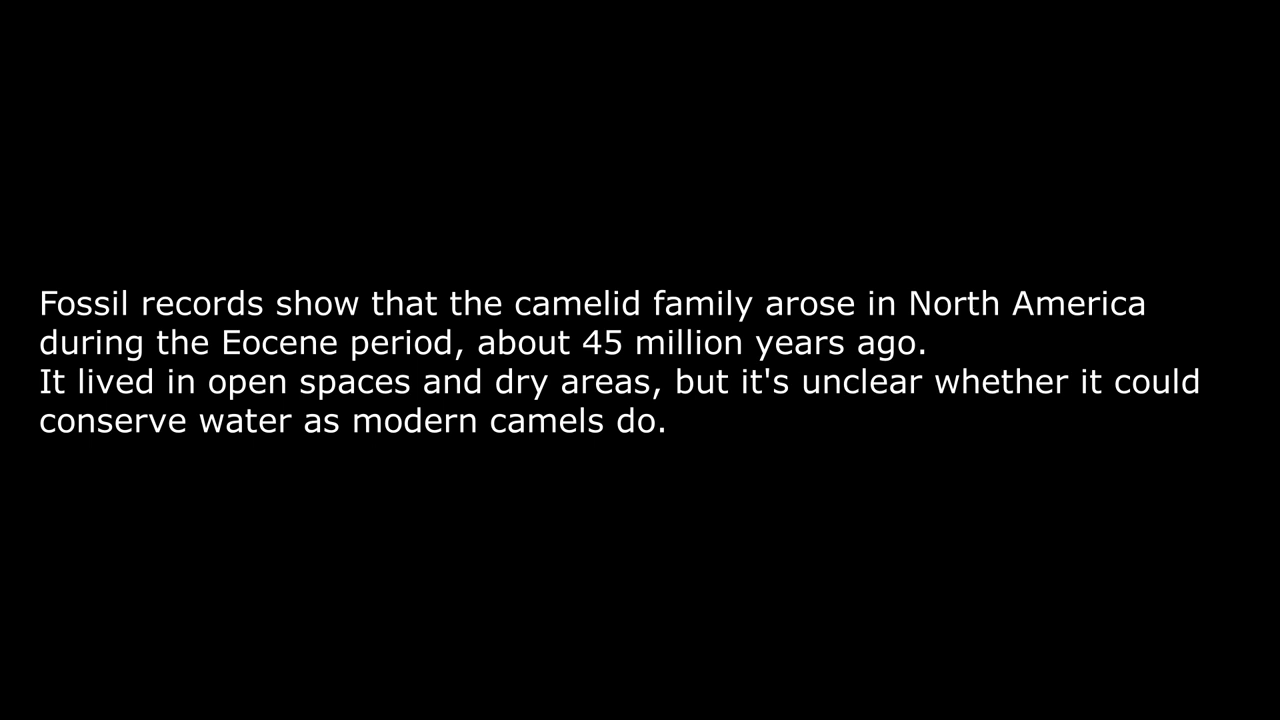 Fossil records show that the camelid family arose in North America
during the Eocene period, about 45 million years ago.
It lived in open spaces and dry areas, but it's unclear whether it could
conserve water as modern camels do.